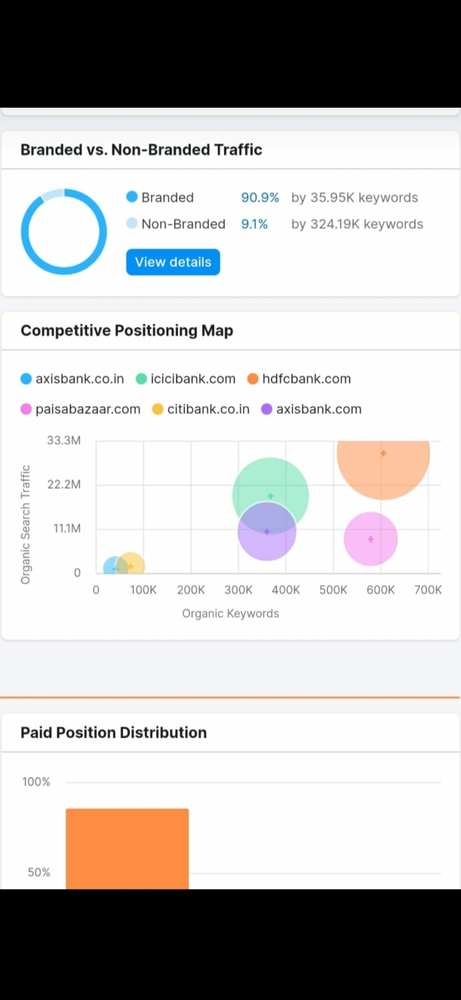 Branded vs. Non-Branded Traffic
Branded 90.9% by 35.95K keywords
Non-Branded 9.1% by 324.19K keywords
View details
Competitive Positioning Map
axisbank.co.in icicibank.com hdfcbank.com
paisabazaar.com citibank.co.in axisbank.com
33.3M
22.2M
11.1M
0
Organic Search Traffic
0 100K 200K 300K 400K 500K 600K 700K
Organic Keywords
Paid Position Distribution
100%
50%